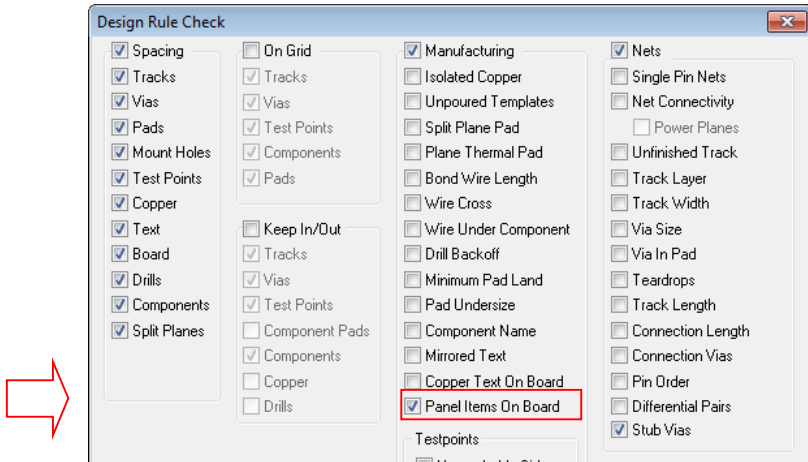 Design Rule Check
Spacing
Tracks
Vias
Pads
Mount Holes
Test Points
Copper
Text
Board
Drills
Components
Split Planes
On Grid
Tracks
Vias
Test Points
Components
Pads
Keep In/Out
Tracks
Vias
Test Points
Component Pads
Components
Copper
Drills
Manufacturing
Isolated Copper
Unpoured Templates
Split Plane Pad
Plane Thermal Pad
Bond Wire Length
Wire Cross
Wire Under Component
Drill Backoff
Minimum Pad Land
Pad Undersize
Component Name
Mirrored Text
Copper Text On Board
Panel Items On Board
Testpoints
Nets
Single Pin Nets
Net Connectivity
Power Planes
Unfinished Track
Track Layer
Track Width
Via Size
Via In Pad
Teardrops
Track Length
Connection Length
Connection Vias
Pin Order
Differential Pairs
Stub Vias